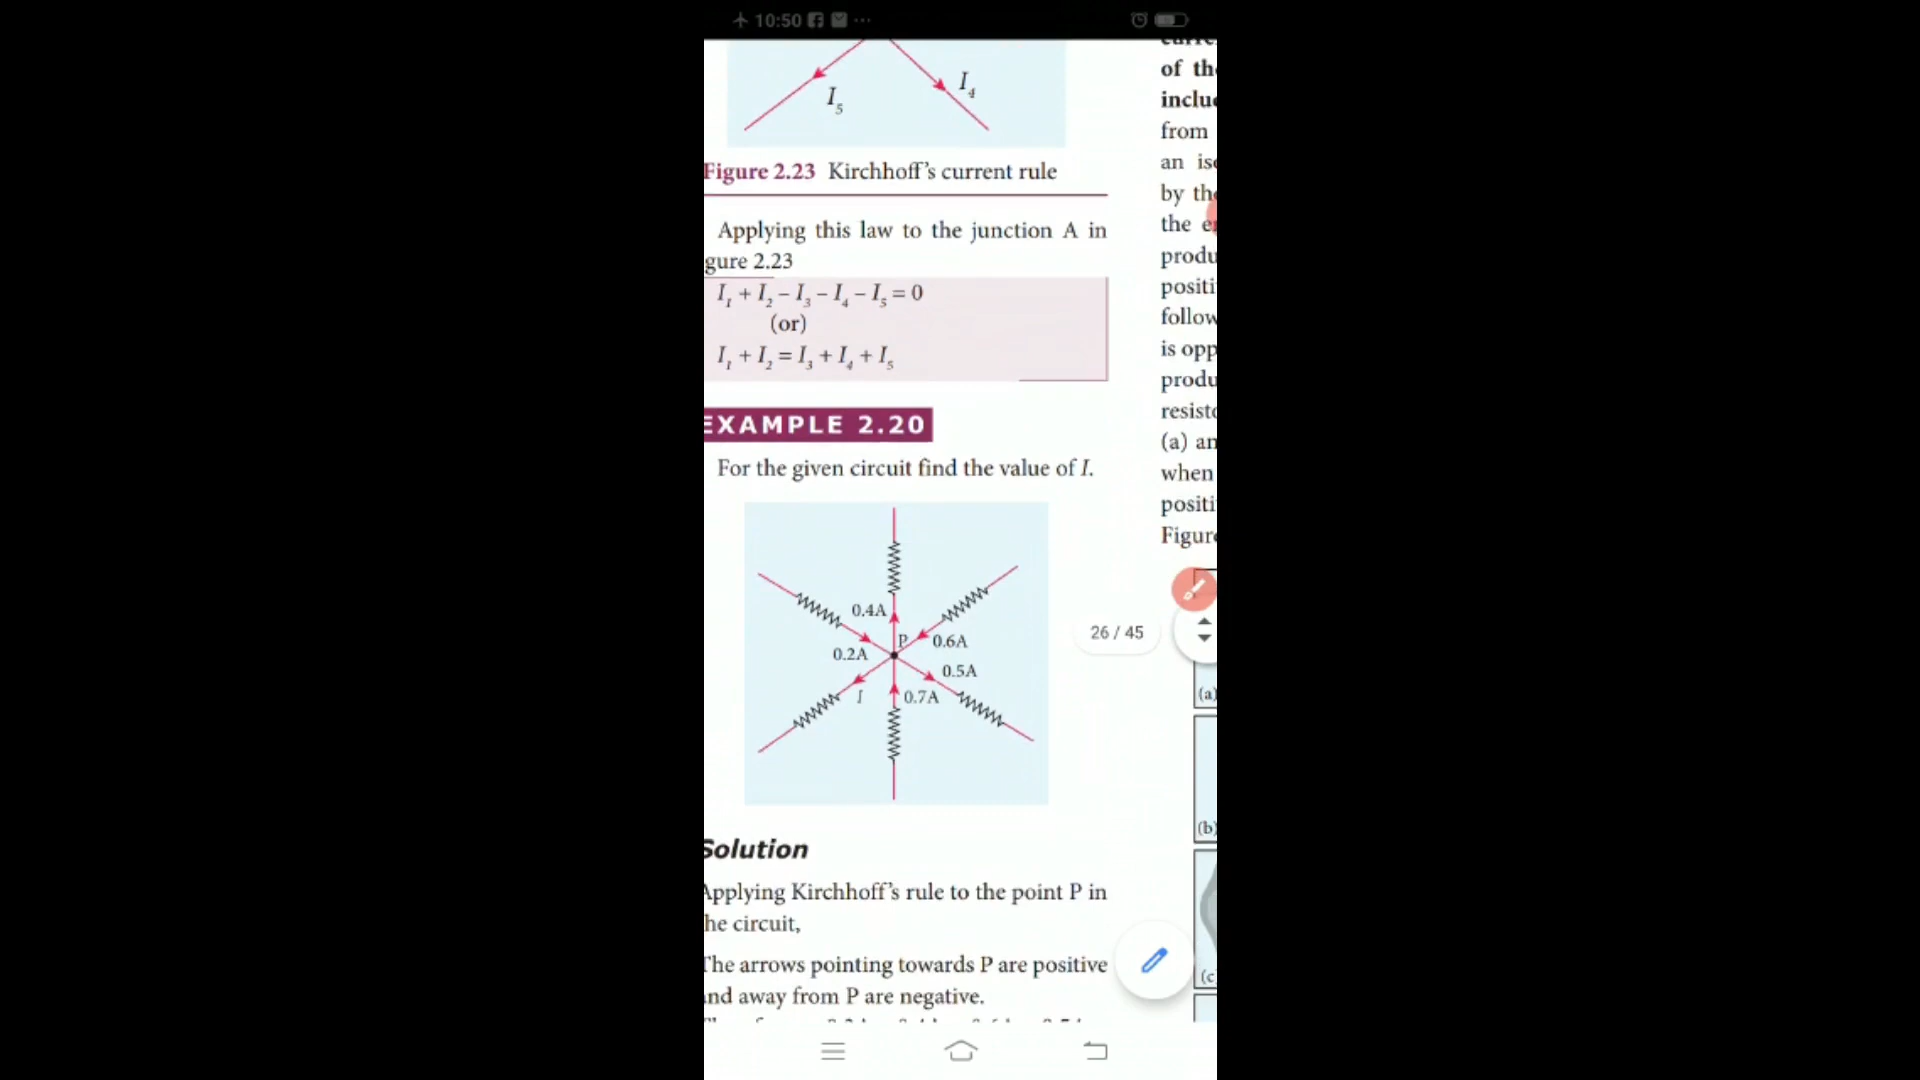 10:50
I5
I4
Figure 2.23 Kirchhoff's current rule
Applying this law to the junction A in
gure 2.23
I1 + I2 – I3 – I4 – I5 = 0
(or)
I1 + I2 = I3 + I4 + I5
EXAMPLE 2.20
For the given circuit find the value of I.
0.4A
P
0.6A
0.2A
0.5A
I
0.7A
Solution
Applying Kirchhoff's rule to the point P in
he circuit,
The arrows pointing towards P are positive
and away from P are negative.
26 / 45
of th
inclu
from
an is
by the
the e
produ
positi
follow
is opp
produ
resisto
(a) an
when
positi
Figure
(a)
(b)
(c